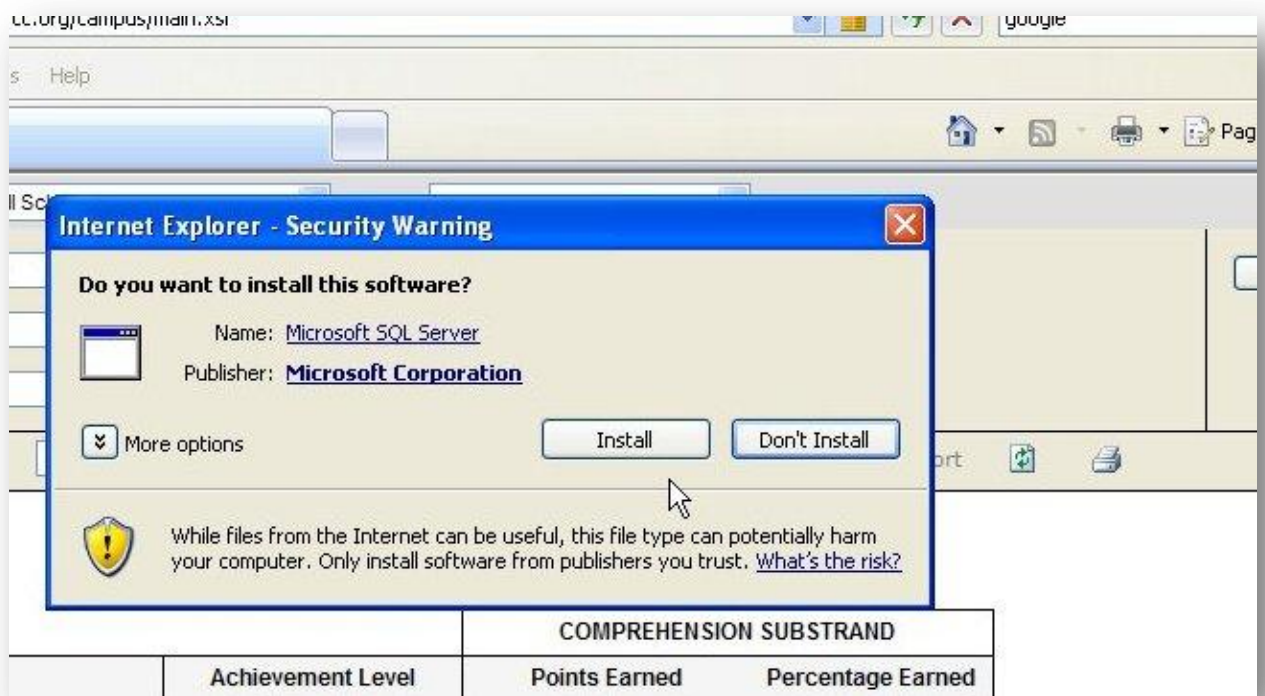 cc.org/campus/main.xsl
google
s Help
Pag
ll Sc
Internet Explorer - Security Warning
Do you want to install this software?
Name: Microsoft SQL Server
Publisher: Microsoft Corporation
More options
Install
Don't Install
ort
While files from the Internet can be useful, this file type can potentially harm
your computer. Only install software from publishers you trust. What's the risk?
COMPREHENSION SUBSTRAND
Achievement Level
Points Earned
Percentage Earned